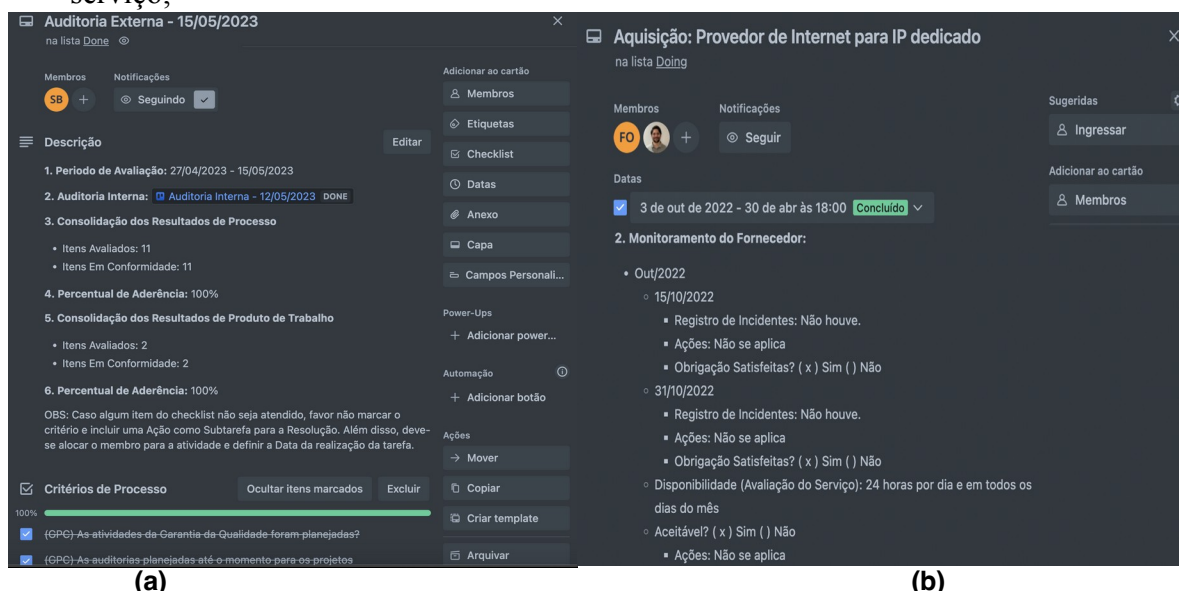 serviço;
Auditoria Externa - 15/05/2023
na lista Done
Membros
Notificações
SB
+
Seguindo
Descrição
Editar
1. Periodo de Avaliação: 27/04/2023 - 15/05/2023
2. Auditoria Interna: Auditoria Interna - 12/05/2023 DONE
3. Consolidação dos Resultados de Processo
• Itens Avaliados: 11
• Itens Em Conformidade: 11
4. Percentual de Aderência: 100%
5. Consolidação dos Resultados de Produto de Trabalho
• Itens Avaliados: 2
• Itens Em Conformidade: 2
6. Percentual de Aderência: 100%
OBS: Caso algum item do checklist não seja atendido, favor não marcar o
critério e incluir uma Ação como Subtarefa para a Resolução. Além disso, deve-
se alocar o membro para a atividade e definir a Data da realização da tarefa.
Critérios de Processo
Ocultar itens marcados
Excluir
100%
(GPC) As atividades da Garantia da Qualidade foram planejadas?
(GPC) As auditorias planejadas até o momento para os projetos
Adicionar ao cartão
Membros
Etiquetas
Checklist
Datas
Anexo
Capa
Campos Personali...
Power-Ups
+ Adicionar power...
Automação
+ Adicionar botão
Ações
→ Mover
Copiar
Criar template
Arquivar
(a)
Aquisição: Provedor de Internet para IP dedicado
na lista Doing
Membros
Notificações
FO
+
Seguir
Datas
3 de out de 2022 - 30 de abr às 18:00 Concluído
2. Monitoramento do Fornecedor:
• Out/2022
◦ 15/10/2022
▪ Registro de Incidentes: Não houve.
▪ Ações: Não se aplica
▪ Obrigação Satisfeitas? ( x ) Sim ( ) Não
◦ 31/10/2022
▪ Registro de Incidentes: Não houve.
▪ Ações: Não se aplica
▪ Obrigação Satisfeitas? ( x ) Sim ( ) Não
◦ Disponibilidade (Avaliação do Serviço): 24 horas por dia e em todos os
dias do mês
◦ Aceitável? ( x ) Sim ( ) Não
▪ Ações: Não se aplica
Sugeridas
Ingressar
Adicionar ao cartão
Membros
(b)